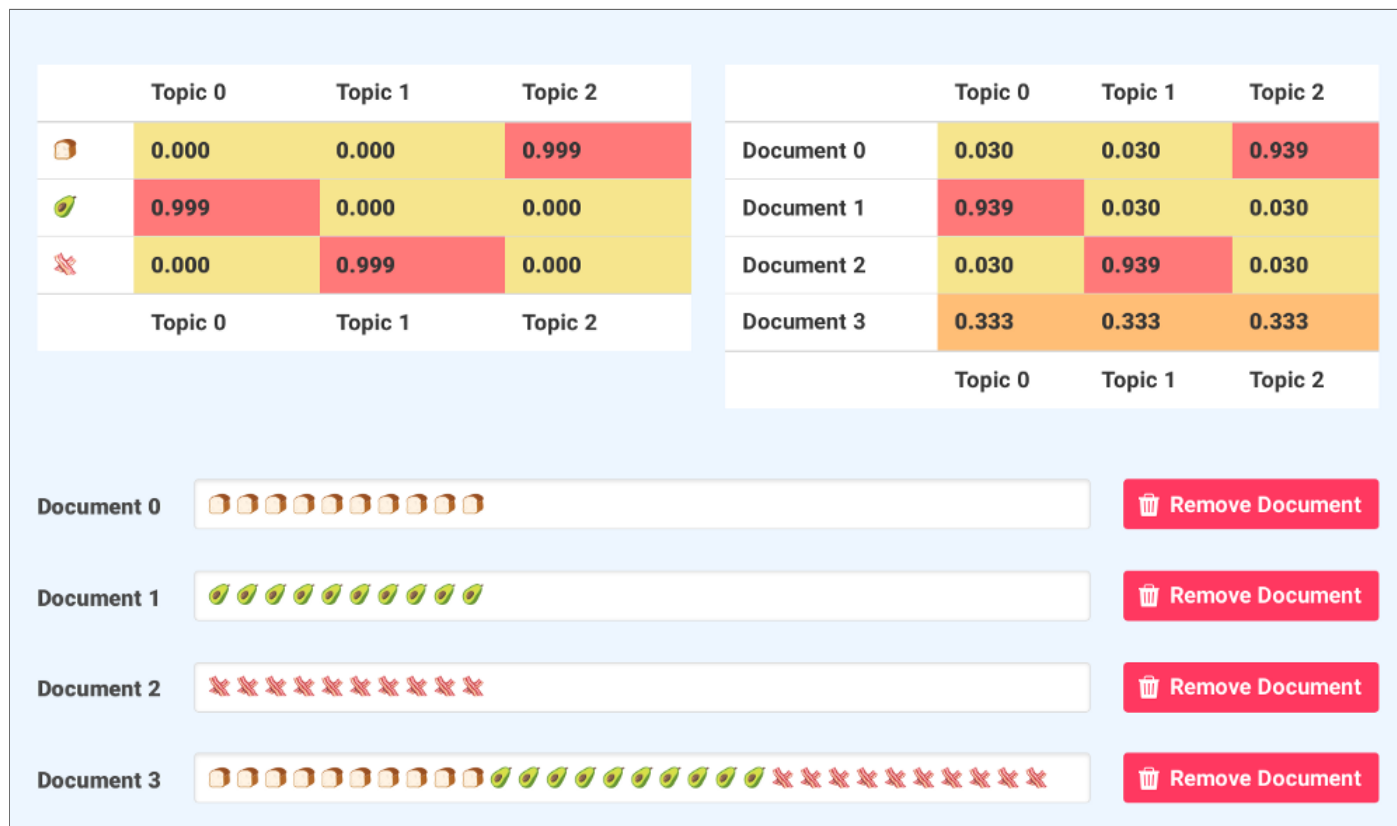 Topic 0 Topic 1 Topic 2
🍞 0.000 0.000 0.999
🥑 0.999 0.000 0.000
🥓 0.000 0.999 0.000
Topic 0 Topic 1 Topic 2
Topic 0 Topic 1 Topic 2
Document 0 0.030 0.030 0.939
Document 1 0.939 0.030 0.030
Document 2 0.030 0.939 0.030
Document 3 0.333 0.333 0.333
Topic 0 Topic 1 Topic 2
Document 0 🍞🍞🍞🍞🍞🍞🍞🍞🍞🍞 Remove Document
Document 1 🥑🥑🥑🥑🥑🥑🥑🥑🥑🥑 Remove Document
Document 2 🥓🥓🥓🥓🥓🥓🥓🥓🥓🥓 Remove Document
Document 3 🍞🍞🍞🍞🍞🍞🍞🍞🍞🍞🥑🥑🥑🥑🥑🥑🥑🥑🥑🥑🥓🥓🥓🥓🥓🥓🥓🥓🥓🥓 Remove Document